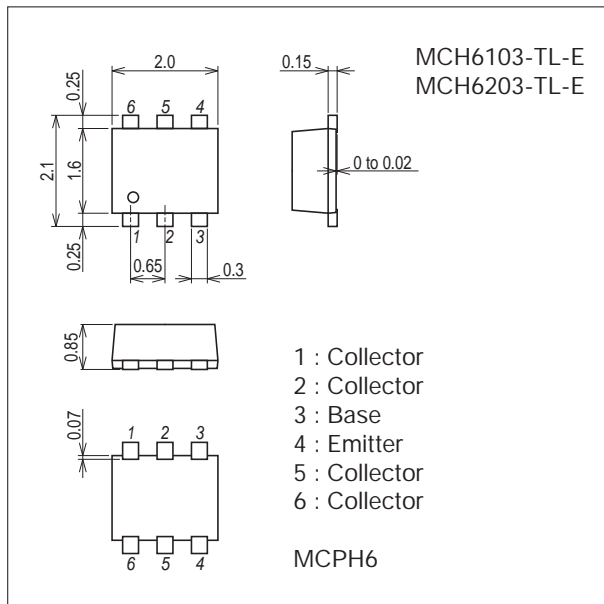 MCH6103-TL-E
MCH6203-TL-E
2.0
0.15
0.25
6 5 4
2.1
1.6
0 to 0.02
0.25
1 2 3
0.65
0.3
0.85
1 : Collector
2 : Collector
3 : Base
4 : Emitter
5 : Collector
6 : Collector
0.07
1 2 3
6 5 4
MCPH6